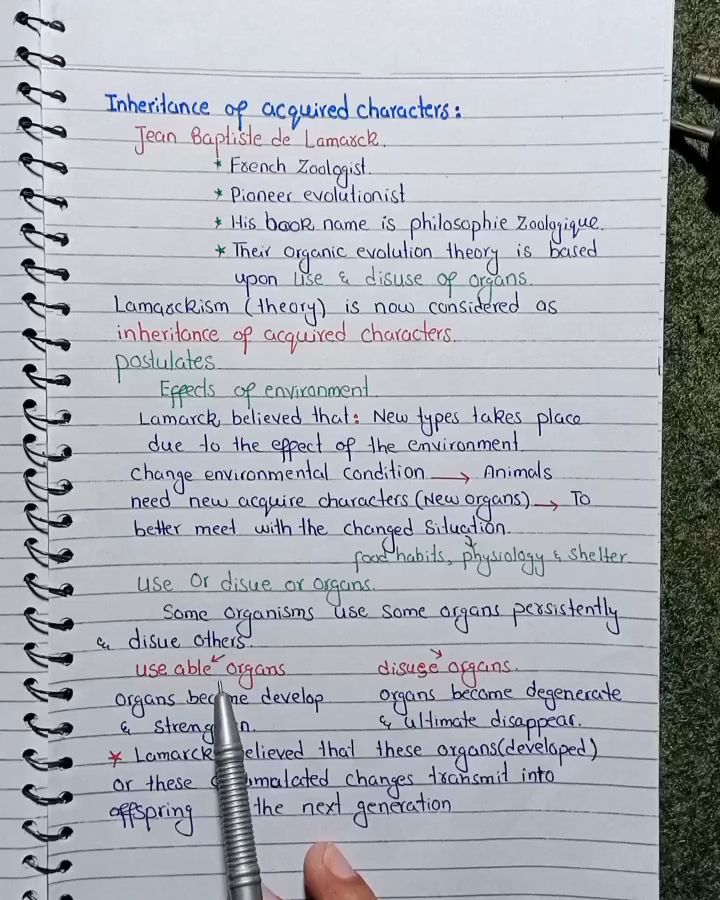 Inheritance of acquired characters:
Jean Baptiste de Lamarck.
* French Zoologist.
* Pioneer evolutionist
* His book name is philosophie Zoologique.
* Their organic evolution theory is based
upon use & disuse of organs.
Lamarckism (theory) is now considered as
inheritance of acquired characters.
postulates.
Effects of environment.
Lamarck believed that: New types takes place
due to the effect of the environment.
Change environmental condition → Animals
need new acquire characters (New organs) → To
better meet with the changed Situation.
food habits, physiology & shelter.
use Or disue or organs.
Some organisms use some organs persistently
& disue others.
use able organs
disuse organs.
organs become develop
organs become degenerate
&
& ultimate disappear.
* Lamarck believed that these organs(developed)
or these changes transmit into
offspring the next generation